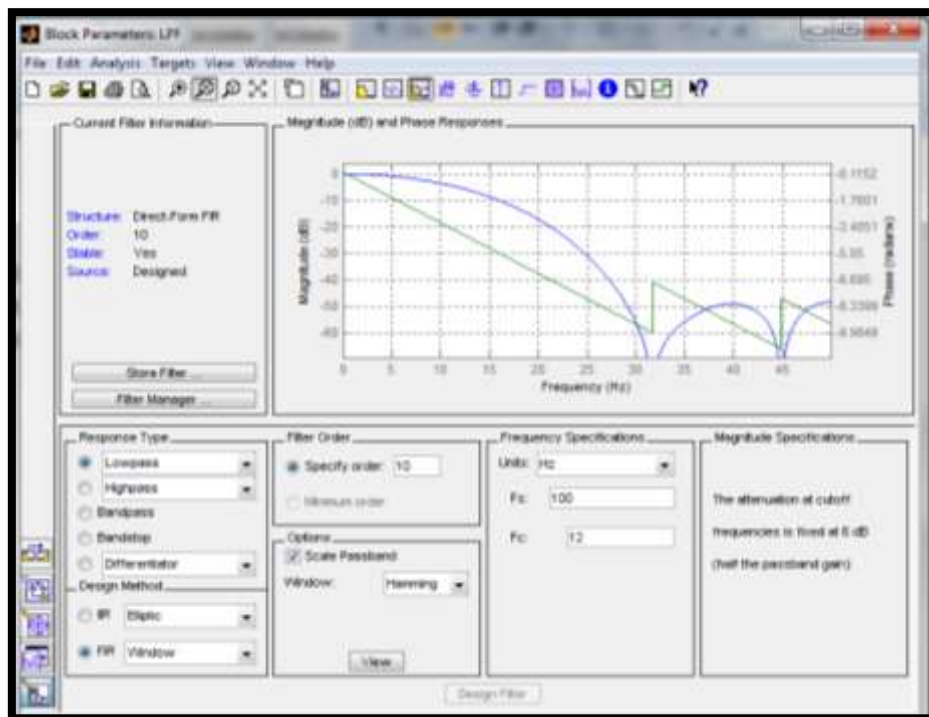 Block Parameters: LPF
File Edit Analysis Targets View Window Help
Current Filter Information
Structure: Direct-Form FIR
Order: 10
Stable: Yes
Source: Designed
Store Filter ...
Filter Manager ...
Magnitude (dB) and Phase Responses
Magnitude (dB)
0
-10
-20
-30
-40
-50
-60
0 5 10 15 20 25 30 35 40 45
Frequency (Hz)
Phase (radians)
-0.1152
-5.05
Response Type
Lowpass
Highpass
Bandpass
Bandstop
Differentiator
Design Method
IIR Elliptic
FIR Window
Filter Order
Specify order: 10
Minimum order
Options
Scale Passband
Window: Hamming
View
Frequency Specifications
Units: Hz
Fs: 100
Fc: 12
Magnitude Specifications
The attenuation at cutoff
frequencies is fixed at 6 dB
(half the passband gain)
Design Filter